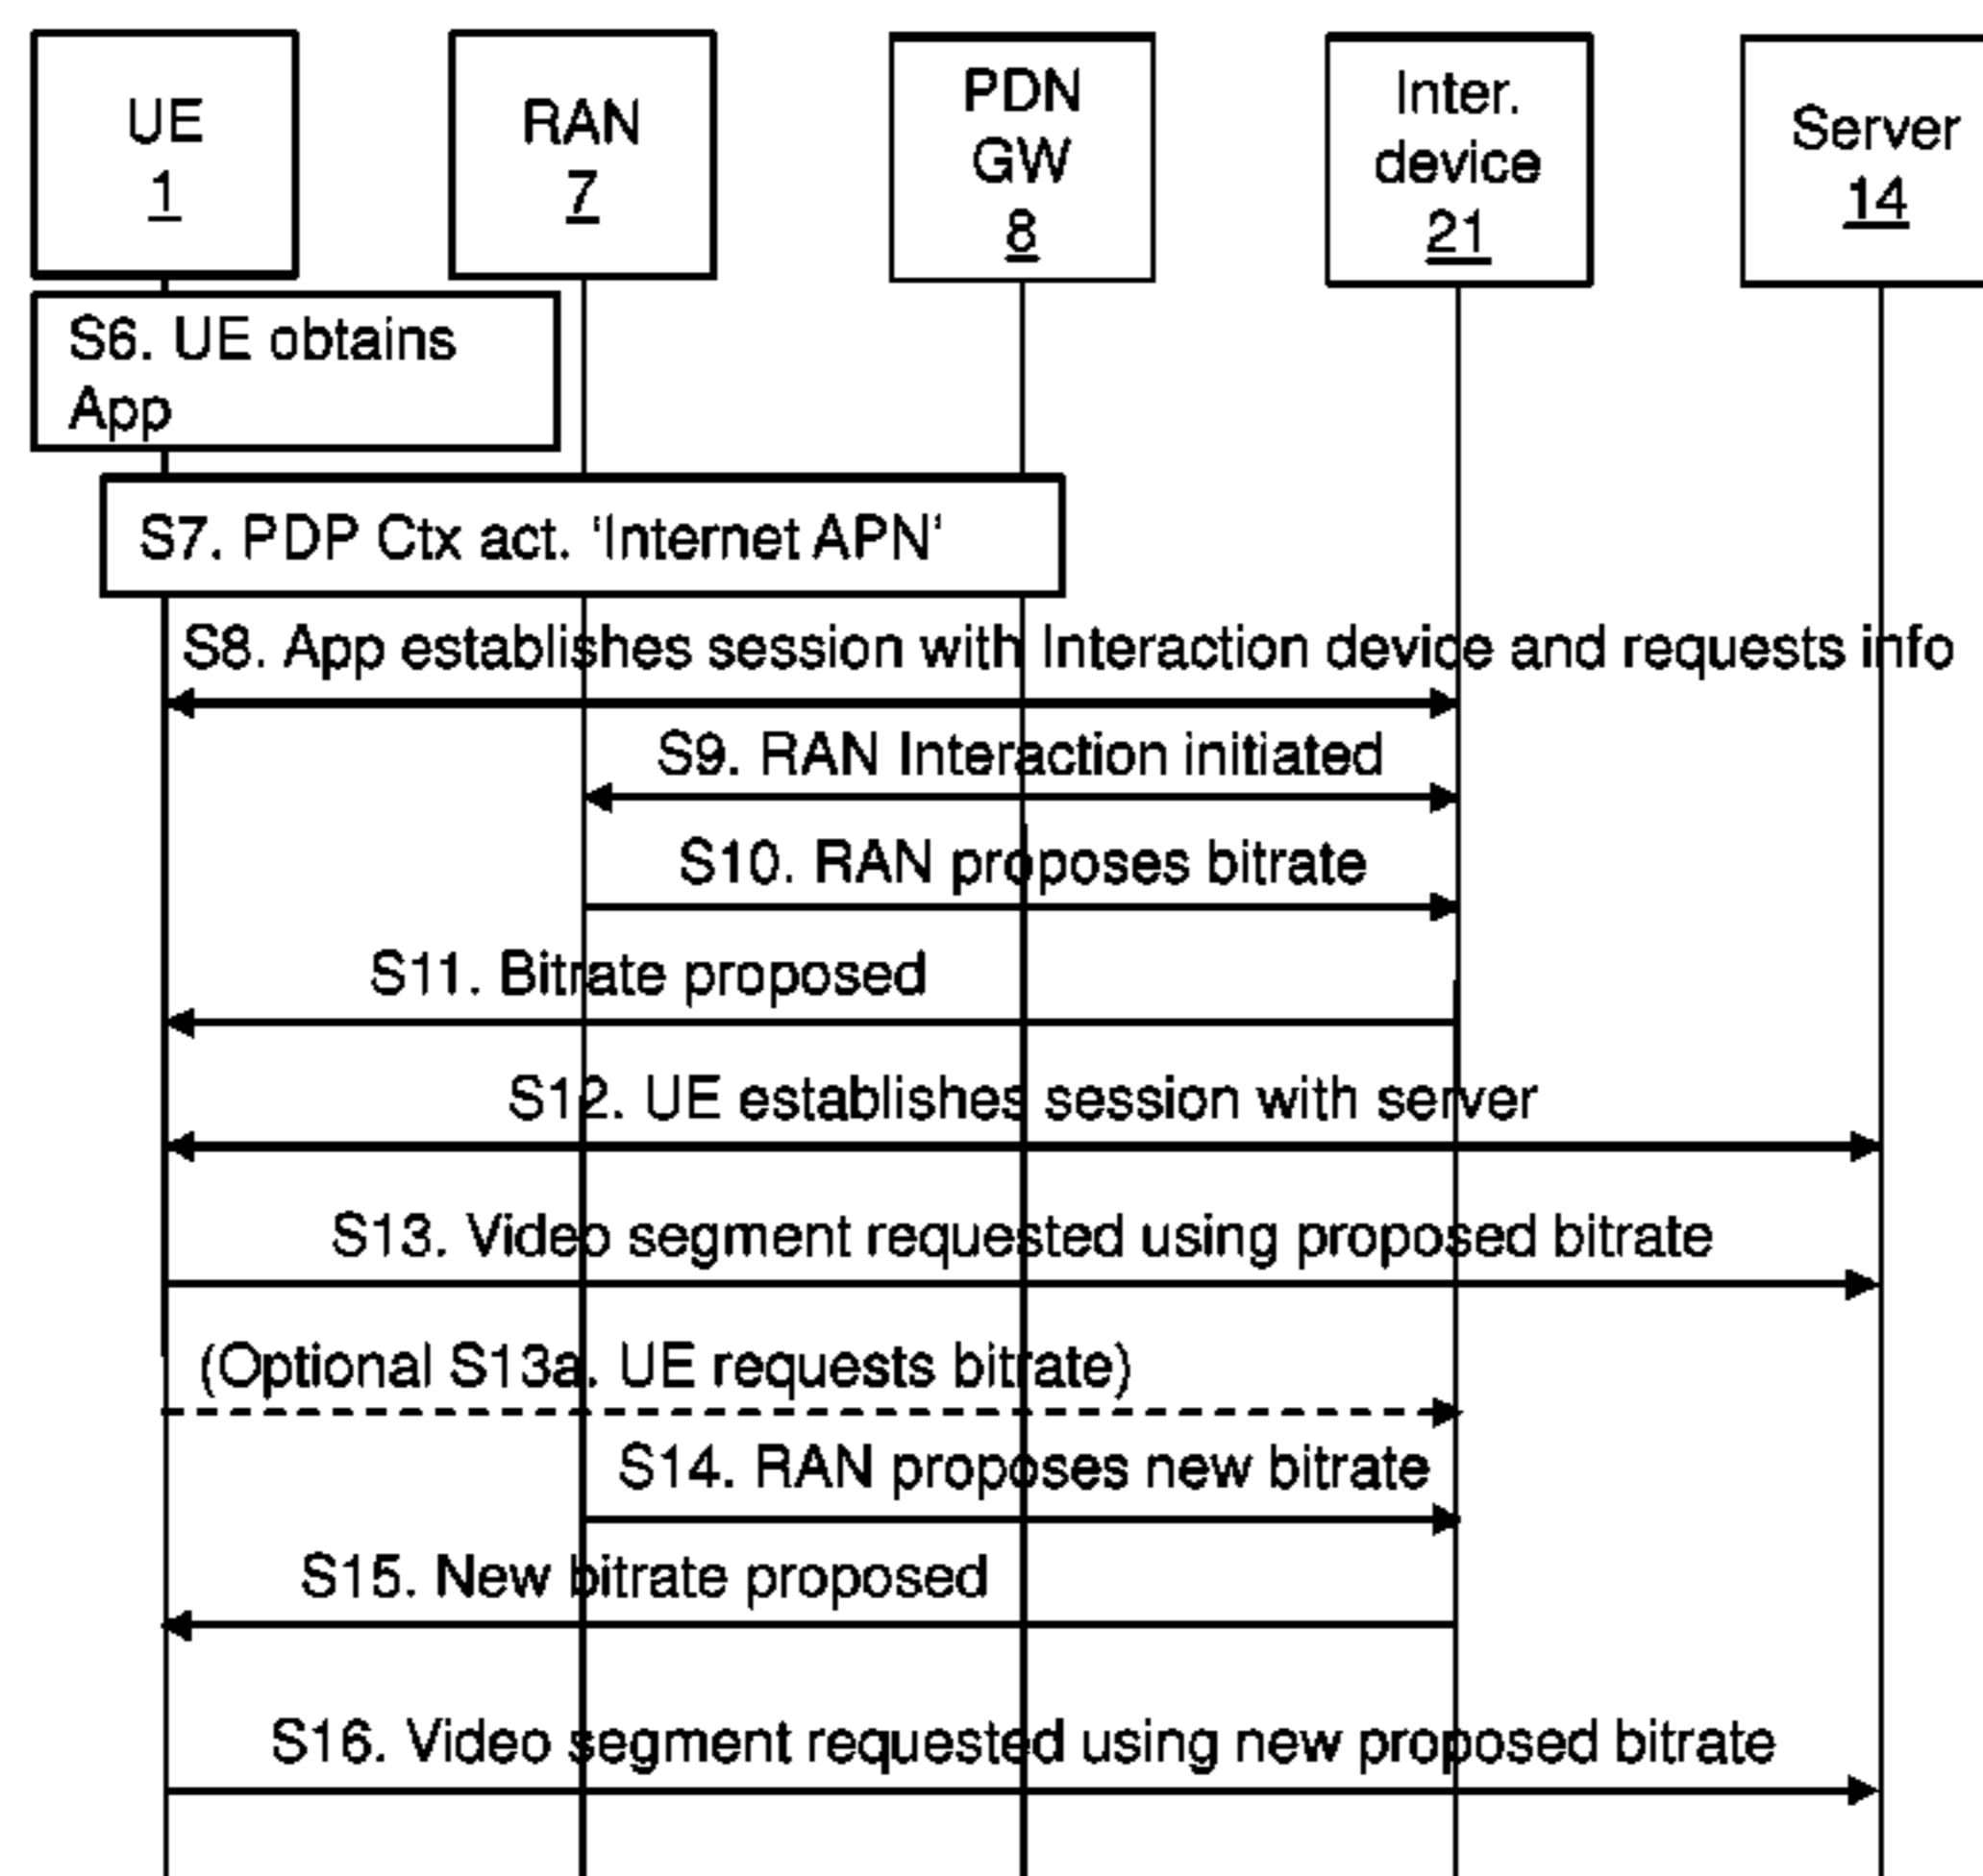 UE
1
RAN
7
PDN
GW
8
Inter.
device
21
Server
14
S6. UE obtains
App
S7. PDP Ctx act. 'Internet APN'
S8. App establishes session with Interaction device and requests info
S9. RAN Interaction initiated
S10. RAN proposes bitrate
S11. Bitrate proposed
S12. UE establishes session with server
S13. Video segment requested using proposed bitrate
(Optional S13a. UE requests bitrate)
S14. RAN proposes new bitrate
S15. New bitrate proposed
S16. Video segment requested using new proposed bitrate